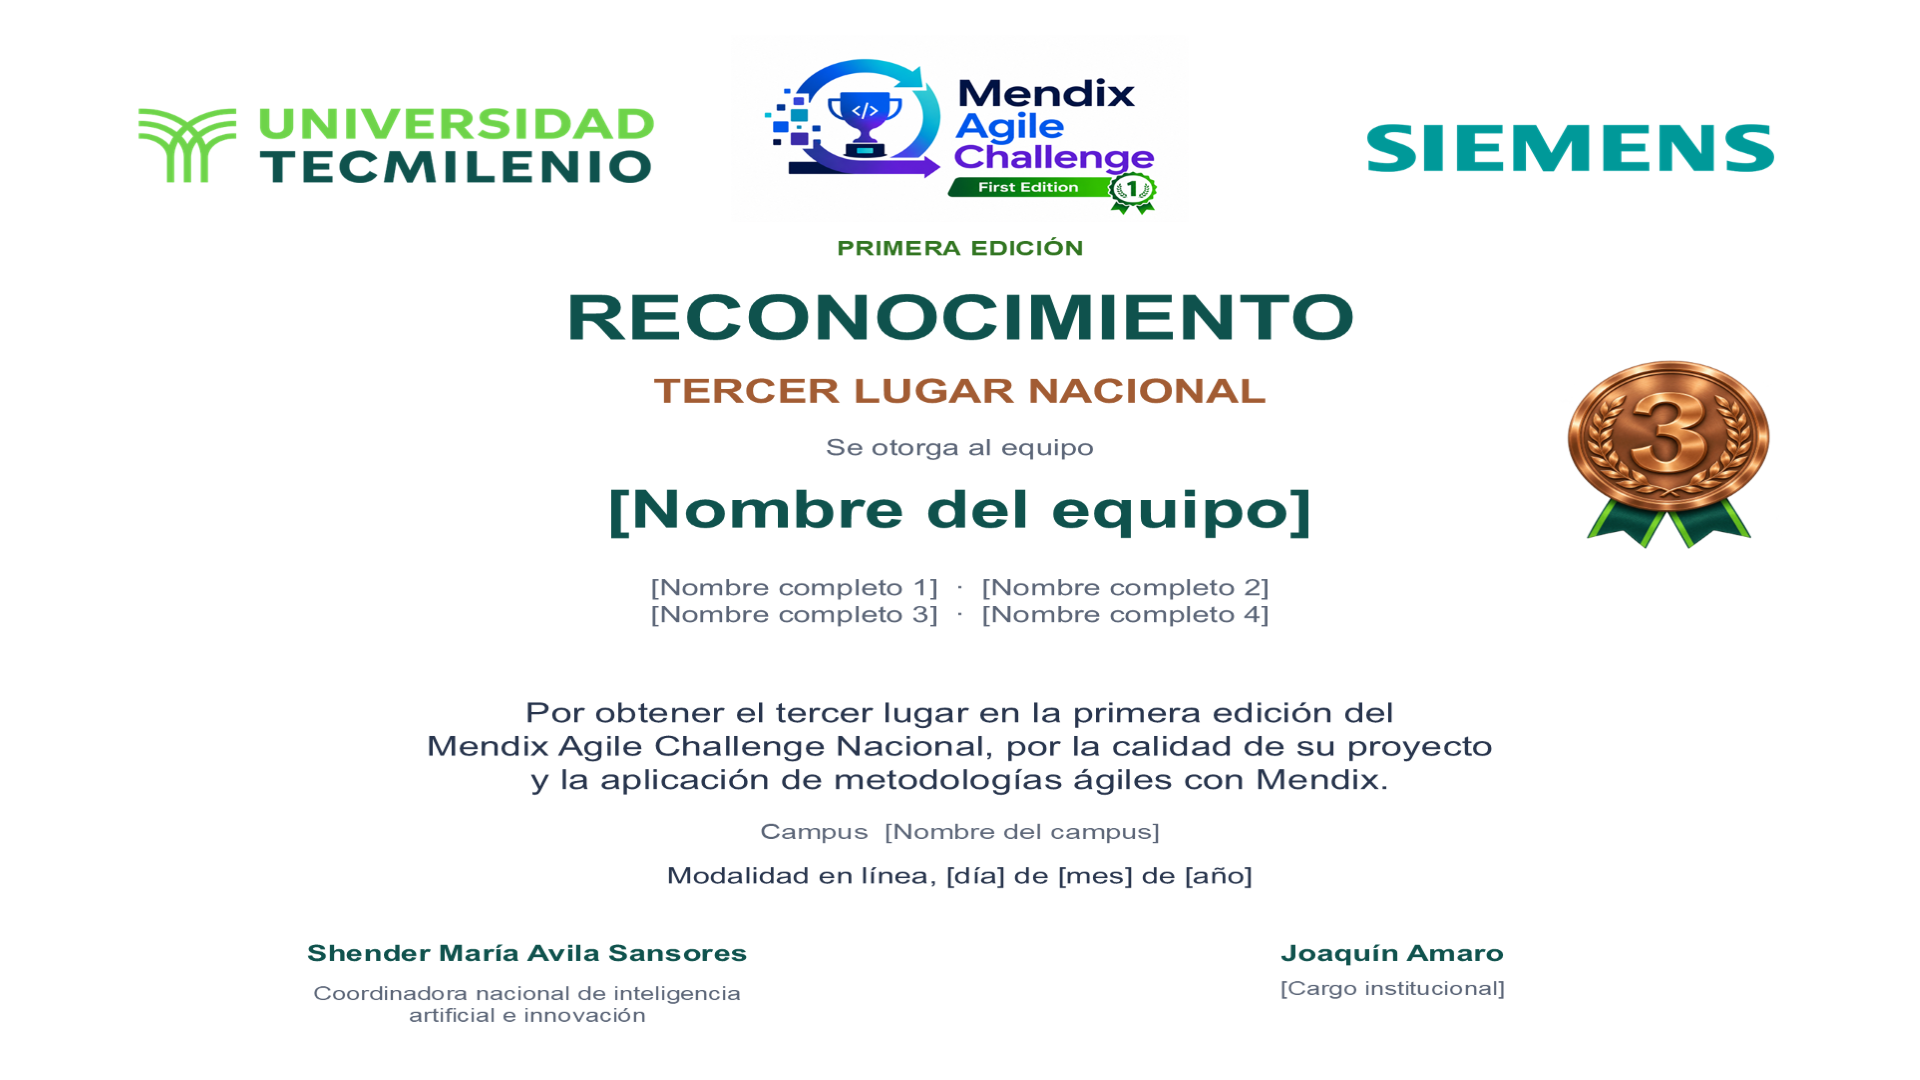 UNIVERSIDAD
TECMILENIO
Mendix
Agile
Challenge
First Edition
1
SIEMENS
PRIMERA EDICIÓN
RECONOCIMIENTO
TERCER LUGAR NACIONAL
3
Se otorga al equipo
[Nombre del equipo]
[Nombre completo 1] · [Nombre completo 2]
[Nombre completo 3] · [Nombre completo 4]
Por obtener el tercer lugar en la primera edición del
Mendix Agile Challenge Nacional, por la calidad de su proyecto
y la aplicación de metodologías ágiles con Mendix.
Campus [Nombre del campus]
Modalidad en línea, [día] de [mes] de [año]
Shender María Avila Sansores
Coordinadora nacional de inteligencia
artificial e innovación
Joaquín Amaro
[Cargo institucional]